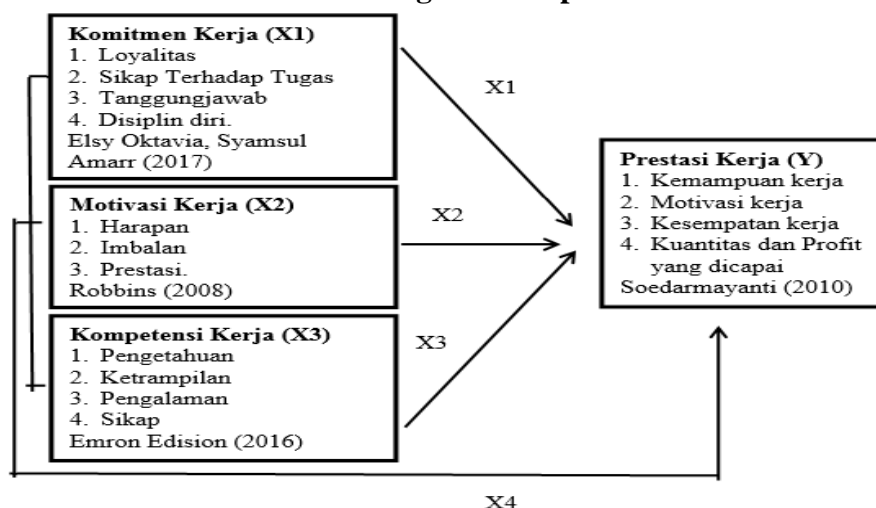 Komitmen Kerja (X1)
1. Loyalitas
2. Sikap Terhadap Tugas
3. Tanggungjawab
4. Disiplin diri.
Elsy Oktavia, Syamsul
Amarr (2017)
Motivasi Kerja (X2)
1. Harapan
2. Imbalan
3. Prestasi.
Robbins (2008)
Kompetensi Kerja (X3)
1. Pengetahuan
2. Ketrampilan
3. Pengalaman
4. Sikap
Emron Edision (2016)
X1
X2
X3
X4
Prestasi Kerja (Y)
1. Kemampuan kerja
2. Motivasi kerja
3. Kesempatan kerja
4. Kuantitas dan Profit
yang dicapai
Soedarmayanti (2010)